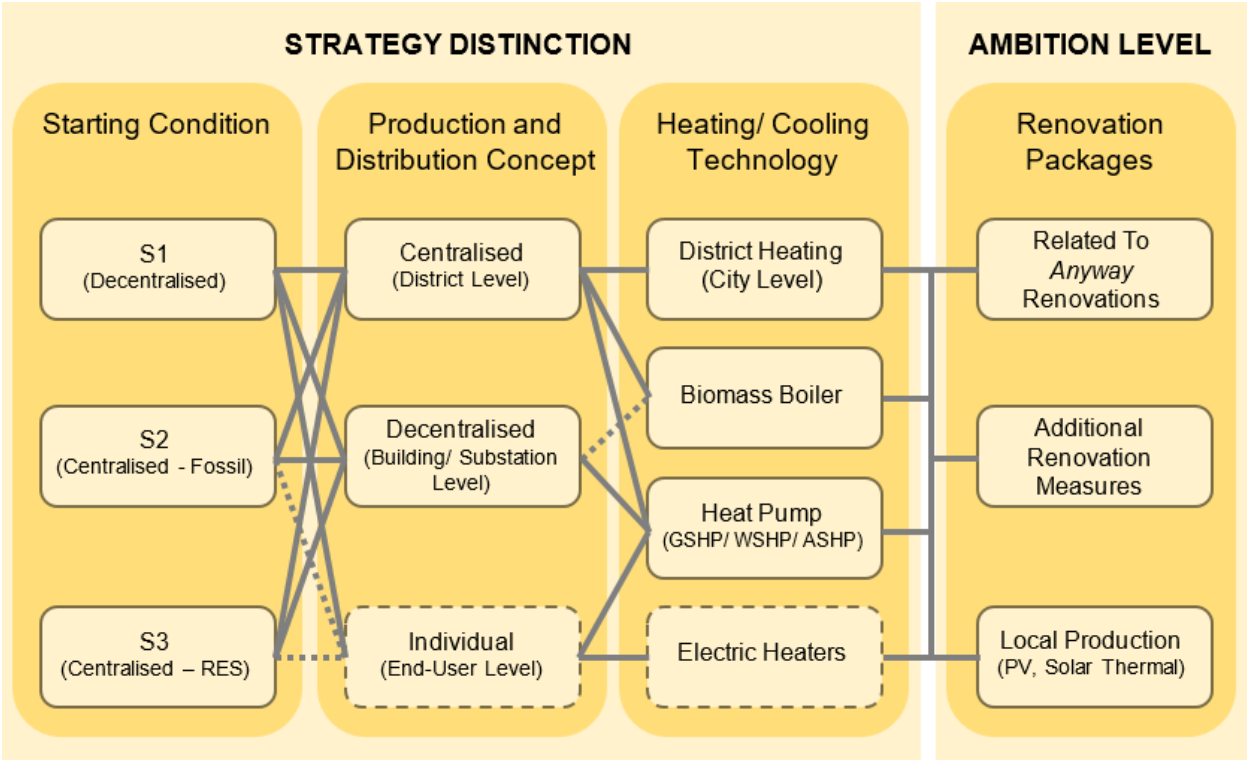 STRATEGY DISTINCTION
AMBITION LEVEL
Starting Condition
Production and
Distribution Concept
Heating/ Cooling
Technology
Renovation
Packages
S1
(Decentralised)
Centralised
(District Level)
District Heating
(City Level)
Related To
Anyway
Renovations
Biomass Boiler
S2
(Centralised - Fossil)
Decentralised
(Building/ Substation
Level)
Additional
Renovation
Measures
Heat Pump
(GSHP/ WSHP/ ASHP)
S3
(Centralised – RES)
Individual
(End-User Level)
Electric Heaters
Local Production
(PV, Solar Thermal)